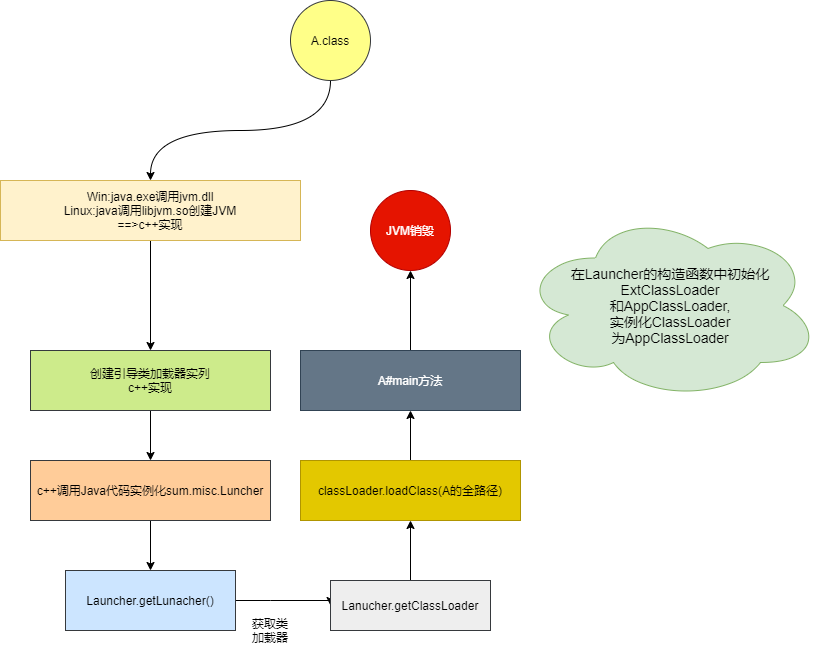 A.class
Win:java.exe调用jvm.dll
Linux:java调用libjvm.so创建JVM
==>c++实现
创建引导类加载器实列
c++实现
c++调用Java代码实例化sum.misc.Luncher
Launcher.getLunacher()
获取类
加载器
Lanucher.getClassLoader
classLoader.loadClass(A的全路径)
A#main方法
JVM销毁
在Launcher的构造函数中初始化
ExtClassLoader
和AppClassLoader,
实例化ClassLoader
为AppClassLoader